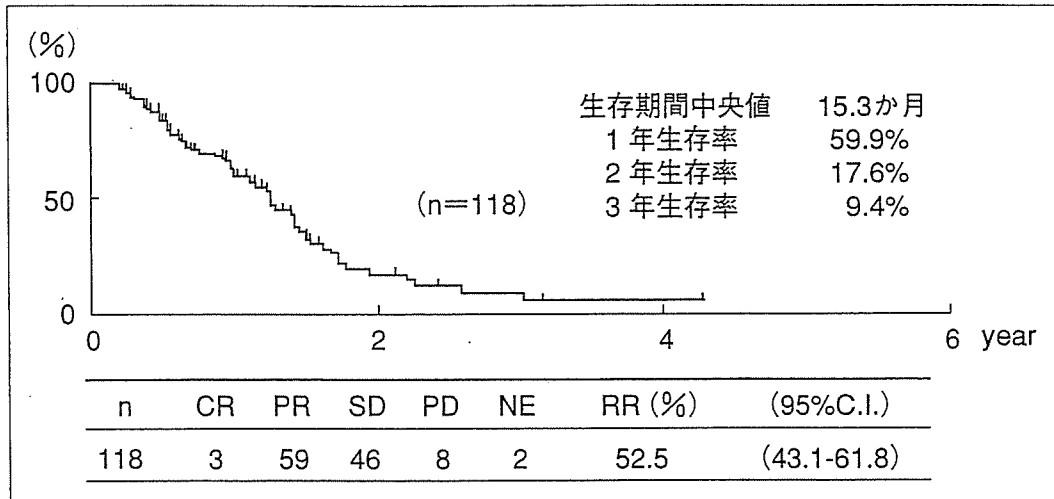 (%)
100
50
0
0 2 4 6 year
生存期間中央値 15.3か月
1年生存率 59.9%
2年生存率 17.6%
3年生存率 9.4%
(n=118)
n CR PR SD PD NE RR(%) (95%C.I.)
118 3 59 46 8 2 52.5 (43.1-61.8)